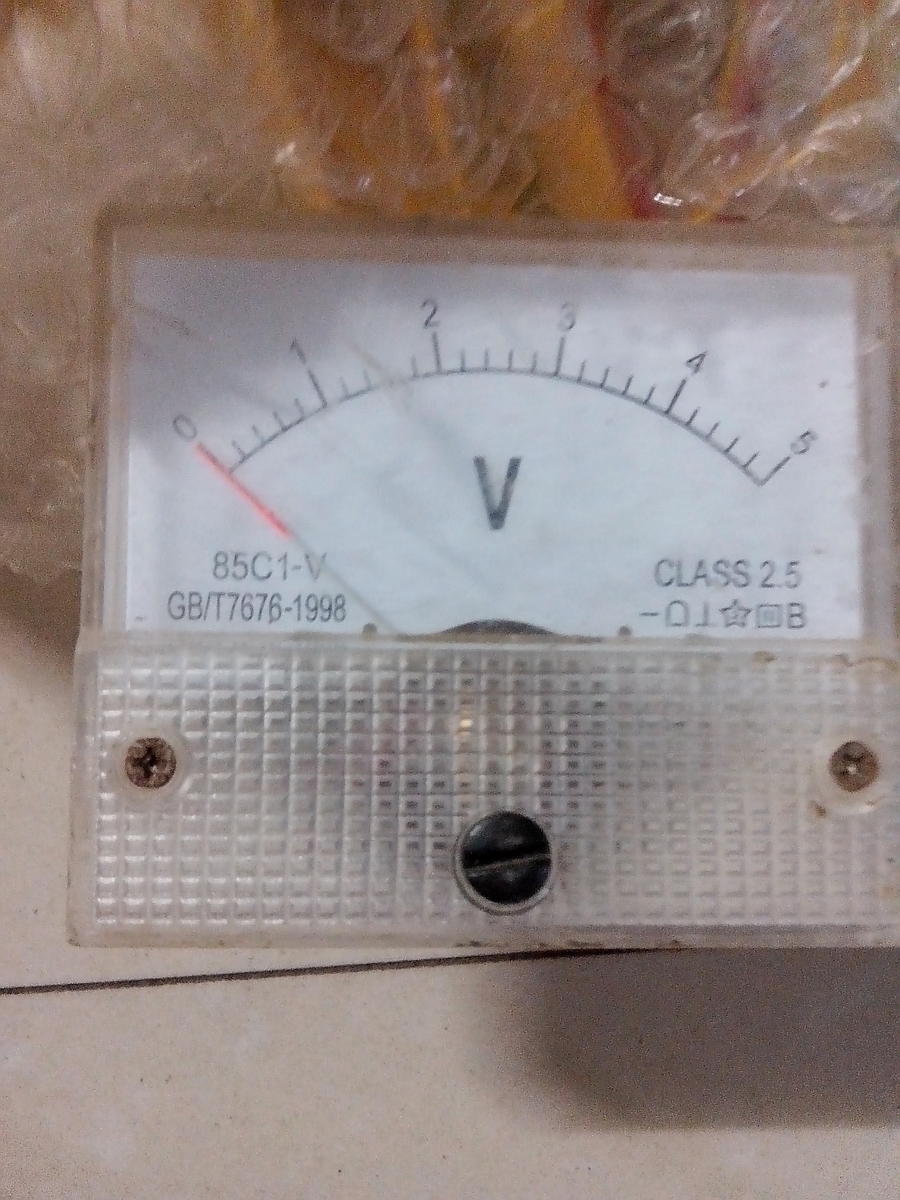 0 1 2 3 4 5
V
85C1-V CLASS 2.5
GB/T7676-1998 B